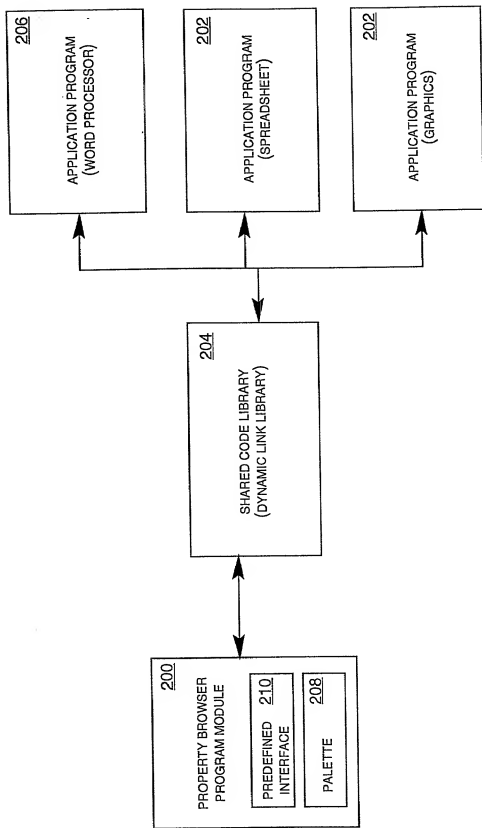 200
PROPERTY BROWSER
PROGRAM MODULE
210
PREDEFINED
INTERFACE
208
PALETTE
204
SHARED CODE LIBRARY
(DYNAMIC LINK LIBRARY)
206
APPLICATION PROGRAM
(WORD PROCESSOR)
202
APPLICATION PROGRAM
(SPREADSHEET)
202
APPLICATION PROGRAM
(GRAPHICS)